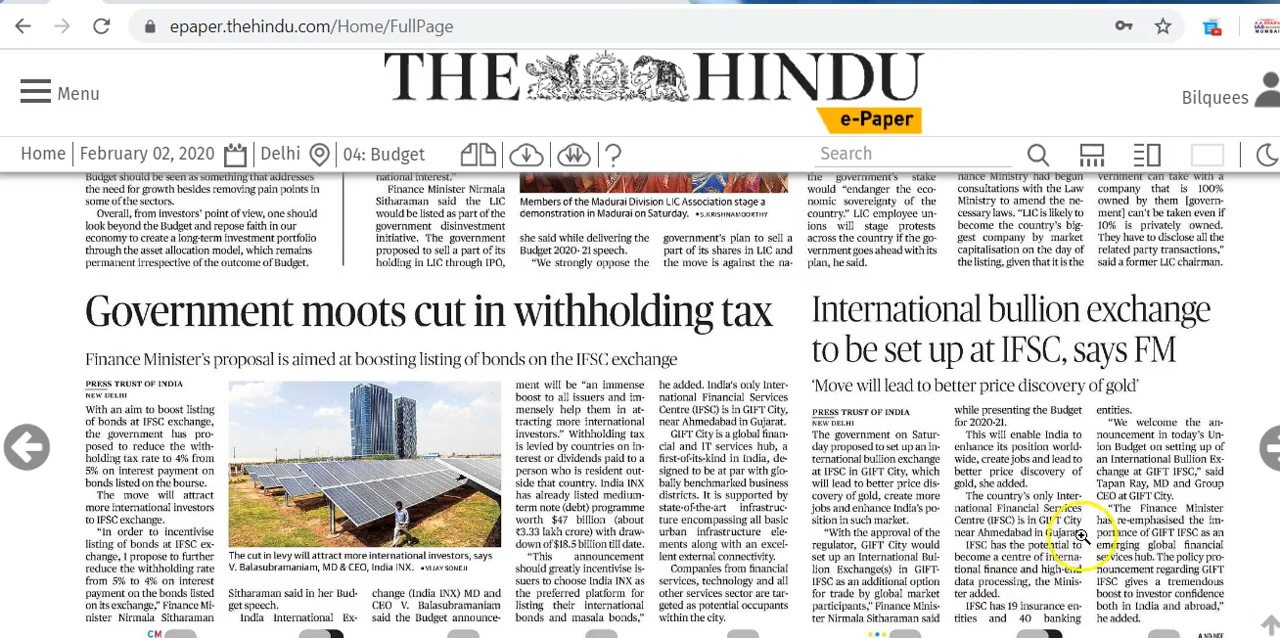 epaper.thehindu.com/Home/FullPage
THE HINDU
e-Paper
Menu
Bilquees
Home | February 02, 2020 Delhi 04: Budget
?
Search
Budget should be seen as something that addresses
the need for growth besides removing pain points in
some of the sectors.
Overall, from investors' point of view, one should
look beyond the Budget and repose faith in our
economy to create a long-term investment portfolio
through the asset allocation model, which remains
permanent irrespective of the outcome of Budget.
national interest."
Finance Minister Nirmala
Sitharaman said the LIC
would be listed as part of the
government disinvestment
initiative. The government
proposed to sell a part of its
holding in LIC through IPO,
Members of the Madurai Division LIC Association stage a
demonstration in Madurai on Saturday. • S.KRISHNAMOORTHY
she said while delivering the
Budget 2020- 21 speech.
"We strongly oppose the
government's plan to sell a
part of its shares in LIC and
the move is against the na-
the government's stake
would "endanger the eco-
nomic sovereignty of the
country." LIC employee un-
ions will stage protests
across the country if the go-
vernment goes ahead with its
plan, he said.
nance Ministry had begun
consultations with the Law
Ministry to amend the ne-
cessary laws. "LIC is likely to
become the country's big-
gest company by market
capitalisation on the day of
the listing, given that it is the
vernment can take with a
company that is 100%
owned by them [govern-
ment] can't be taken even if
10% is privately owned.
They have to disclose all the
related party transactions,"
said a former LIC chairman.
Government moots cut in withholding tax
Finance Minister's proposal is aimed at boosting listing of bonds on the IFSC exchange
PRESS TRUST OF INDIA
NEW DELHI
With an aim to boost listing
of bonds at IFSC exchange,
the government has pro-
posed to reduce the with-
holding tax rate to 4% from
5% on interest payment on
bonds listed on the bourse.
The move will attract
more international investors
to IFSC exchange.
"In order to incentivise
listing of bonds at IFSC ex-
change, I propose to further
reduce the withholding rate
from 5% to 4% on interest
payment on the bonds listed
on its exchange," Finance Mi-
nister Nirmala Sitharaman
The cut in levy will attract more international investors, says
V. Balasubramaniam, MD & CEO, India INX. • VIJAY SONEJI
Sitharaman said in her Bud-
get speech.
India International Ex-
change (India INX) MD and
CEO V. Balasubramaniam
said the Budget announce-
ment will be "an immense
boost to all issuers and im-
mensely help them in at-
tracting more international
investors." Withholding tax
is levied by countries on in-
terest or dividends paid to a
person who is resident out-
side that country. India INX
has already listed medium-
term note (debt) programme
worth $47 billion (about
₹3.33 lakh crore) with draw-
down of $18.5 billion till date.
"This announcement
should greatly incentivise is-
suers to choose India INX as
the preferred platform for
listing their international
bonds and masala bonds,"
he added. India's only Inter-
national Financial Services
Centre (IFSC) is in GIFT City,
near Ahmedabad in Gujarat.
GIFT City is a global finan-
cial and IT services hub, a
first-of-its-kind in India, de-
signed to be at par with glo-
bally benchmarked business
districts. It is supported by
state-of-the-art infrastruc-
ture encompassing all basic
urban infrastructure ele-
ments along with an excel-
lent external connectivity.
Companies from financial
services, technology and all
other services sector are tar-
geted as potential occupants
within the city.
International bullion exchange
to be set up at IFSC, says FM
'Move will lead to better price discovery of gold'
PRESS TRUST OF INDIA
NEW DELHI
The government on Satur-
day proposed to set up an in-
ternational bullion exchange
at IFSC in GIFT City, which
will lead to better price dis-
covery of gold, create more
jobs and enhance India's po-
sition in such market.
"With the approval of the
regulator, GIFT City would
set up an International Bul-
lion Exchange(s) in GIFT-
IFSC as an additional option
for trade by global market
participants," Finance Minis-
ter Nirmala Sitharaman said
while presenting the Budget
for 2020-21.
This will enable India to
enhance its position world-
wide, create jobs and lead to
better price discovery of
gold, she added.
The country's only Inter-
national Financial Services
Centre (IFSC) is in GIFT City
near Ahmedabad in Gujarat.
IFSC has the potential to
become a centre of interna-
tional finance and high-end
data processing, the Minis-
ter added.
IFSC has 19 insurance en-
tities and 40 banking
entities.
"We welcome the an-
nouncement in today's Un-
ion Budget on setting up of
an International Bullion Ex-
change at GIFT IFSC," said
Tapan Ray, MD and Group
CEO at GIFT City.
"The Finance Minister
has re-emphasised the im-
portance of GIFT IFSC as an
emerging global financial
services hub. The policy pro-
nouncement regarding GIFT
IFSC gives a tremendous
boost to investor confidence
both in India and abroad,"
he added.
CM